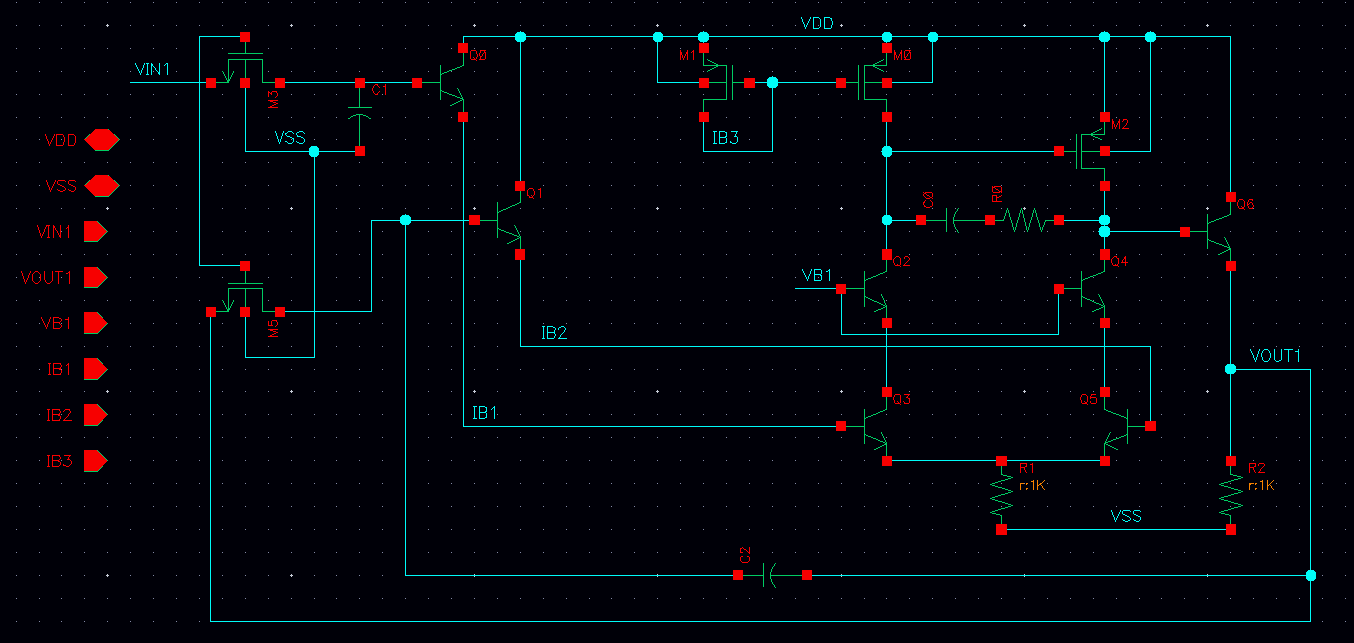 VDD
Q0
M1
M0
VIN1
M3
C1
M2
VDD
VSS
IB3
VSS
Q1
C0
R0
Q6
VIN1
Q2
Q4
VOUT1
VB1
VB1
M5
IB2
VOUT1
IB1
Q3
Q5
IB2
IB1
IB3
R1
r:1K
R2
r:1K
VSS
C2